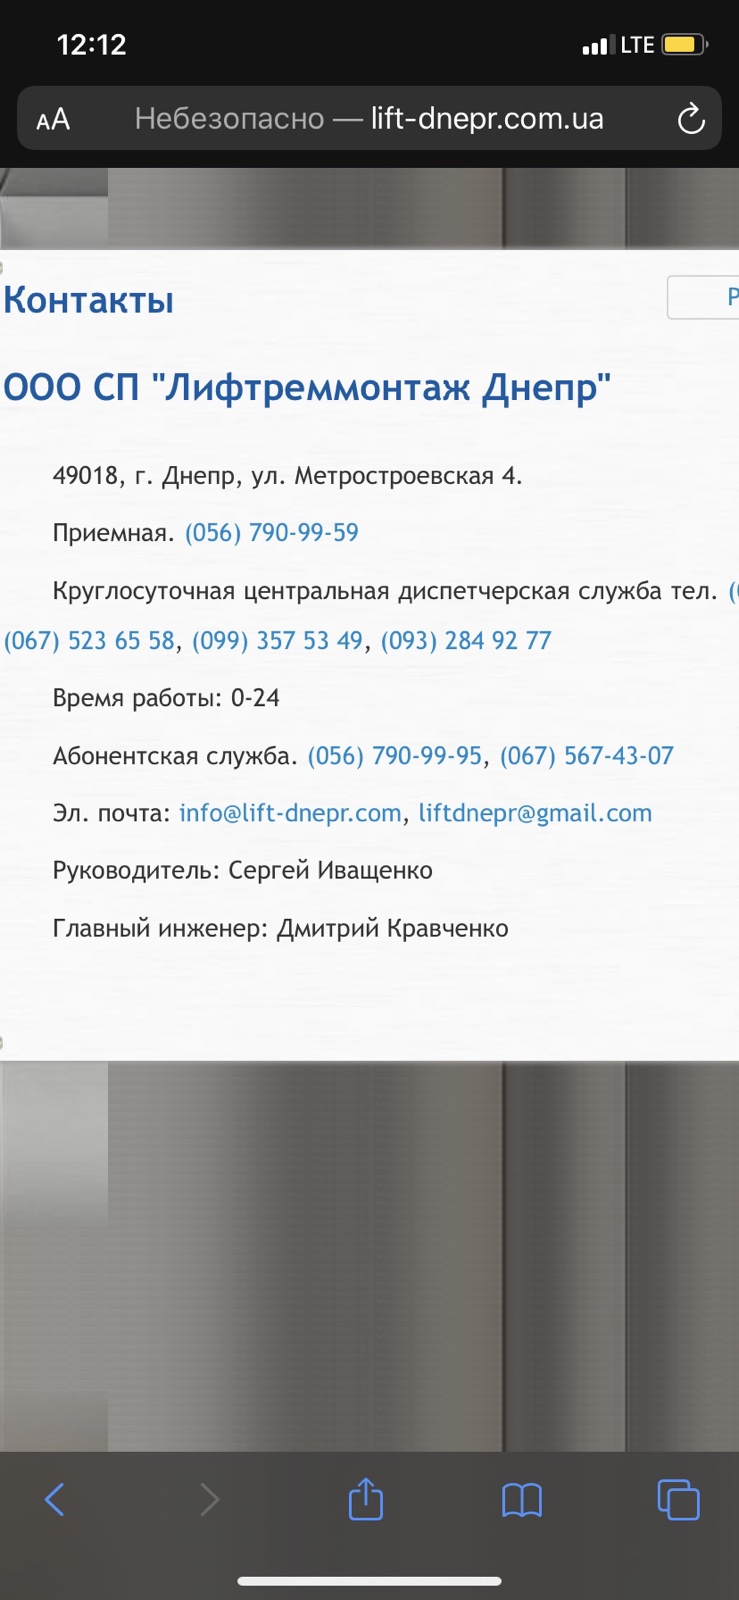 12:12
LTE
AA
Небезопасно — lift-dnepr.com.ua
Контакты
ООО СП "Лифтреммонтаж Днепр"
49018, г. Днепр, ул. Метростроевская 4.
Приемная. (056) 790-99-59
Круглосуточная центральная диспетчерская служба тел.
(067) 523 65 58, (099) 357 53 49, (093) 284 92 77
Время работы: 0-24
Абонентская служба. (056) 790-99-95, (067) 567-43-07
Эл. почта: info@lift-dnepr.com, liftdnepr@gmail.com
Руководитель: Сергей Иващенко
Главный инженер: Дмитрий Кравченко